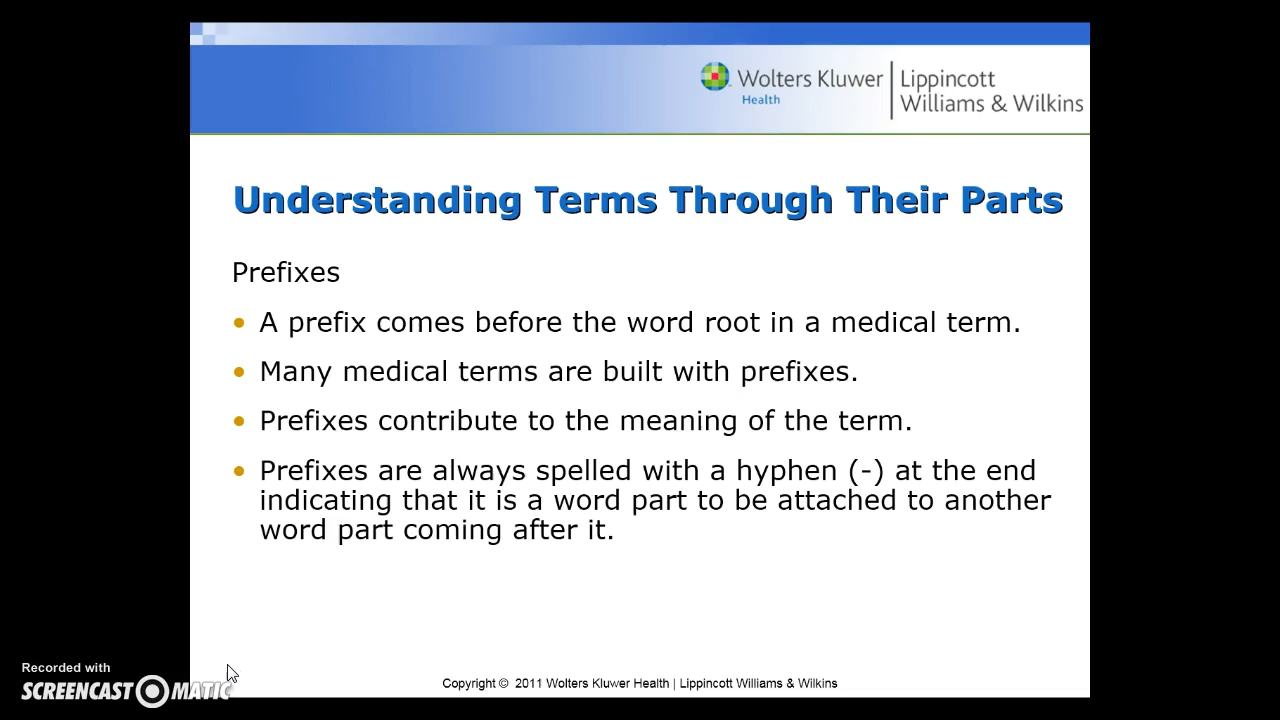 Wolters Kluwer
Health
Lippincott
Williams & Wilkins
Understanding Terms Through Their Parts
Prefixes
• A prefix comes before the word root in a medical term.
• Many medical terms are built with prefixes.
• Prefixes contribute to the meaning of the term.
• Prefixes are always spelled with a hyphen (-) at the end
indicating that it is a word part to be attached to another
word part coming after it.
Recorded with
SCREENCAST-O-MATIC
Copyright © 2011 Wolters Kluwer Health | Lippincott Williams & Wilkins